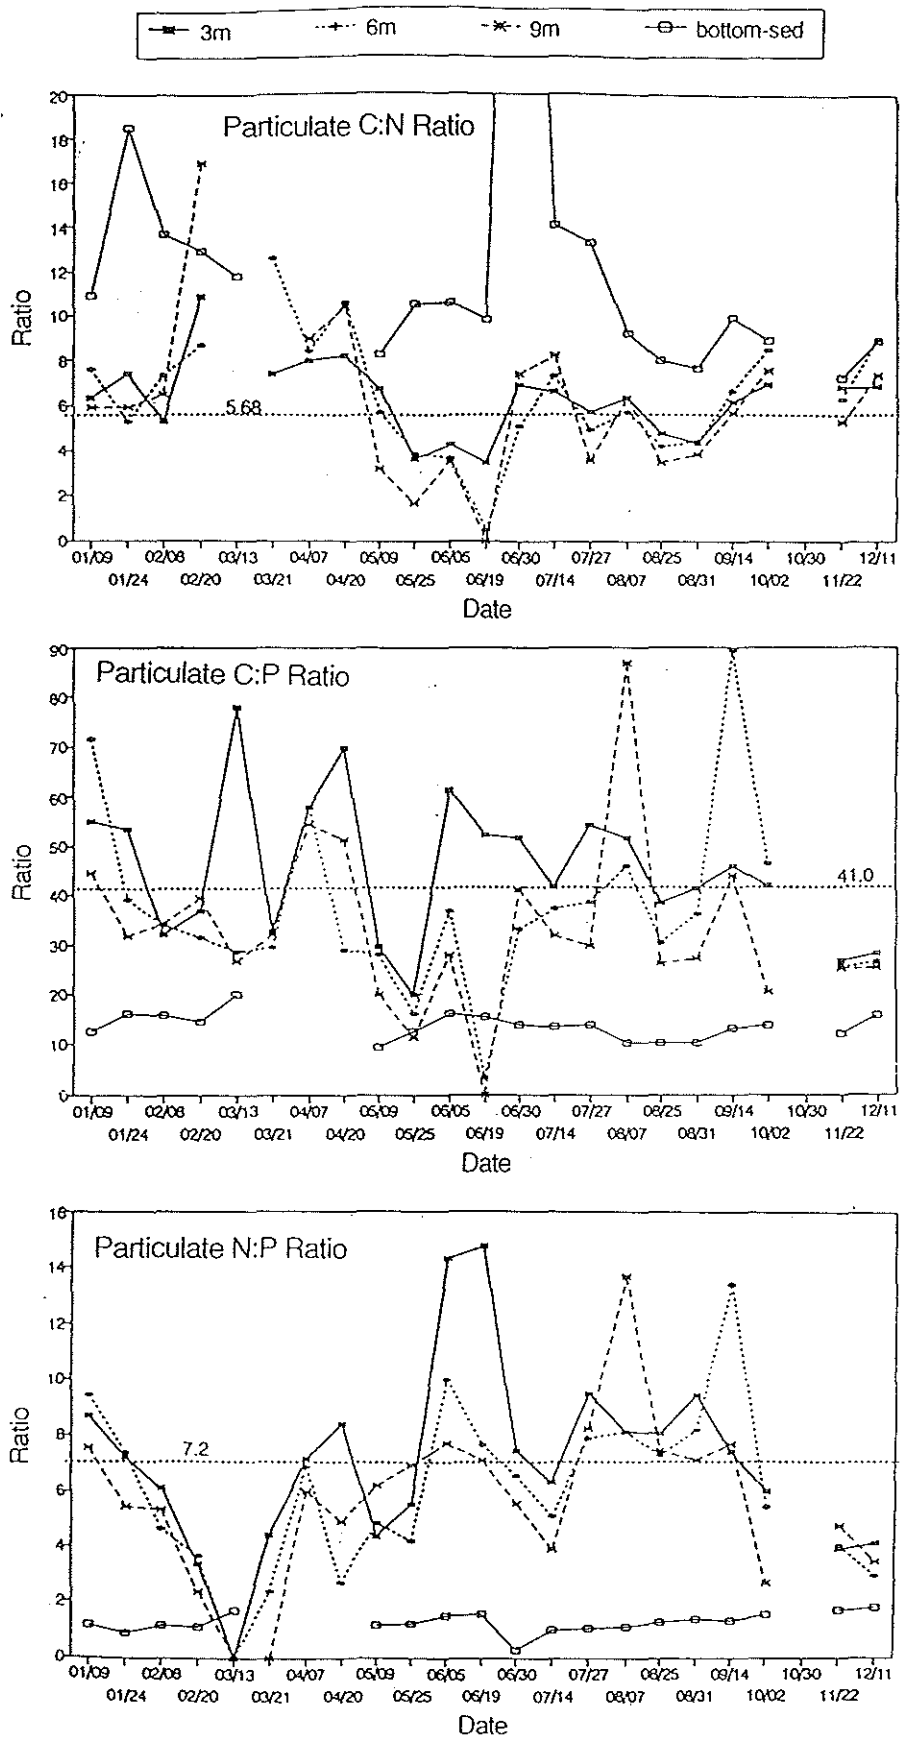 3m 6m 9m bottom-sed
Particulate C:N Ratio
20
18
16
14
12
10
8
6
4
2
0
Ratio
5.68
01/09 02/08 03/13 04/07 05/09 06/05 06/30 07/27 08/25 09/14 10/30 12/11
01/24 02/20 03/21 04/20 05/25 06/19 07/14 08/07 08/31 10/02 11/22
Date
Particulate C:P Ratio
90
80
70
60
50
40
30
20
10
0
Ratio
41.0
01/09 02/08 03/13 04/07 05/09 06/05 06/30 07/27 08/25 09/14 10/30 12/11
01/24 02/20 03/21 04/20 05/25 06/19 07/14 08/07 08/31 10/02 11/22
Date
Particulate N:P Ratio
16
14
12
10
8
6
4
2
0
Ratio
7.2
01/09 02/08 03/13 04/07 05/09 06/05 06/30 07/27 08/25 09/14 10/30 12/11
01/24 02/20 03/21 04/20 05/25 06/19 07/14 08/07 08/31 10/02 11/22
Date